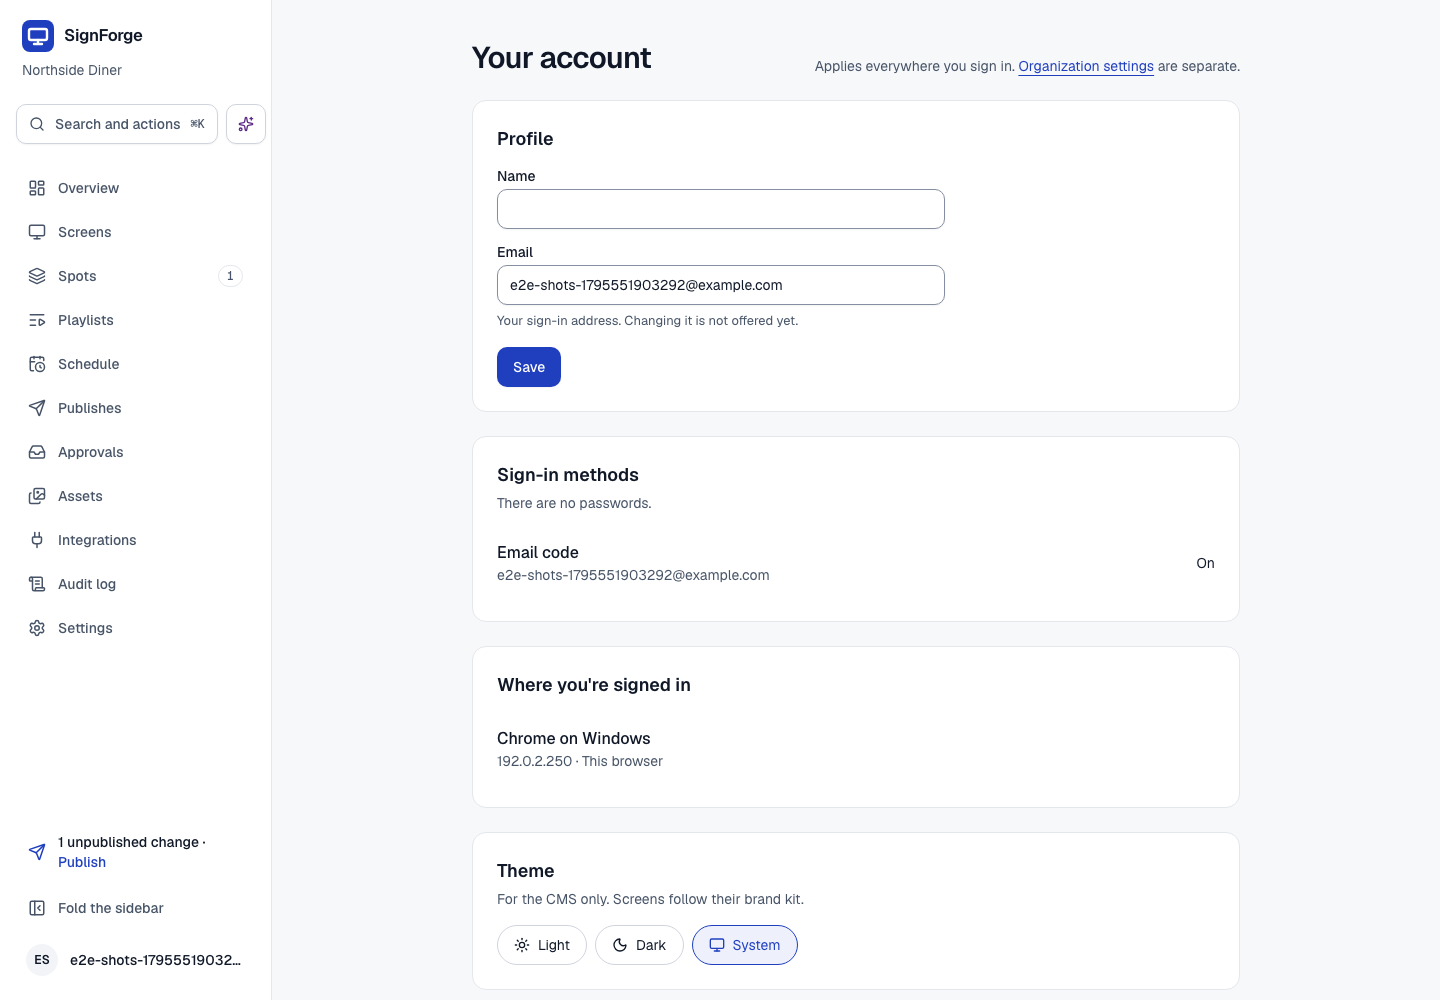 SignForge
Northside Diner
Search and actions ⌘K
Overview
Screens
Spots 1
Playlists
Schedule
Publishes
Approvals
Assets
Integrations
Audit log
Settings
1 unpublished change ·
Publish
Fold the sidebar
ES e2e-shots-17955519032...
Your account
Applies everywhere you sign in. Organization settings are separate.
Profile
Name
Email
e2e-shots-1795551903292@example.com
Your sign-in address. Changing it is not offered yet.
Save
Sign-in methods
There are no passwords.
Email code
e2e-shots-1795551903292@example.com
On
Where you're signed in
Chrome on Windows
192.0.2.250 · This browser
Theme
For the CMS only. Screens follow their brand kit.
Light Dark System